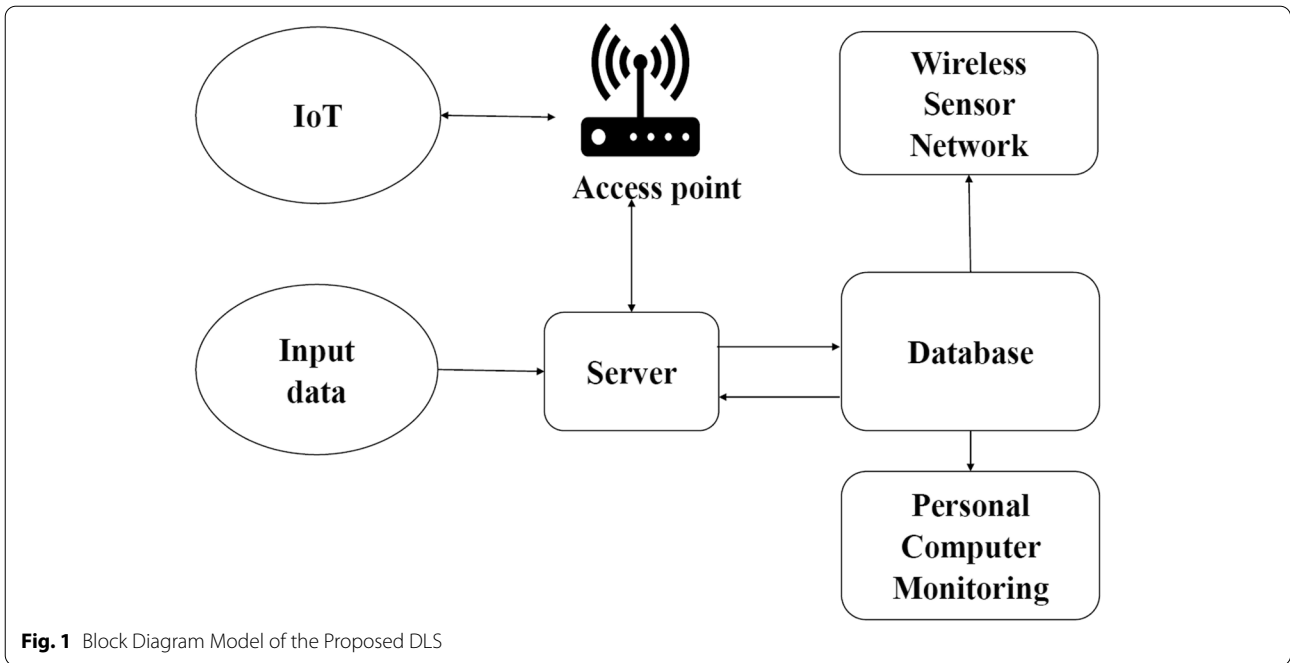 IoT
Access point
Wireless
Sensor
Network
Input
data
Server
Database
Personal
Computer
Monitoring
Fig. 1 Block Diagram Model of the Proposed DLS